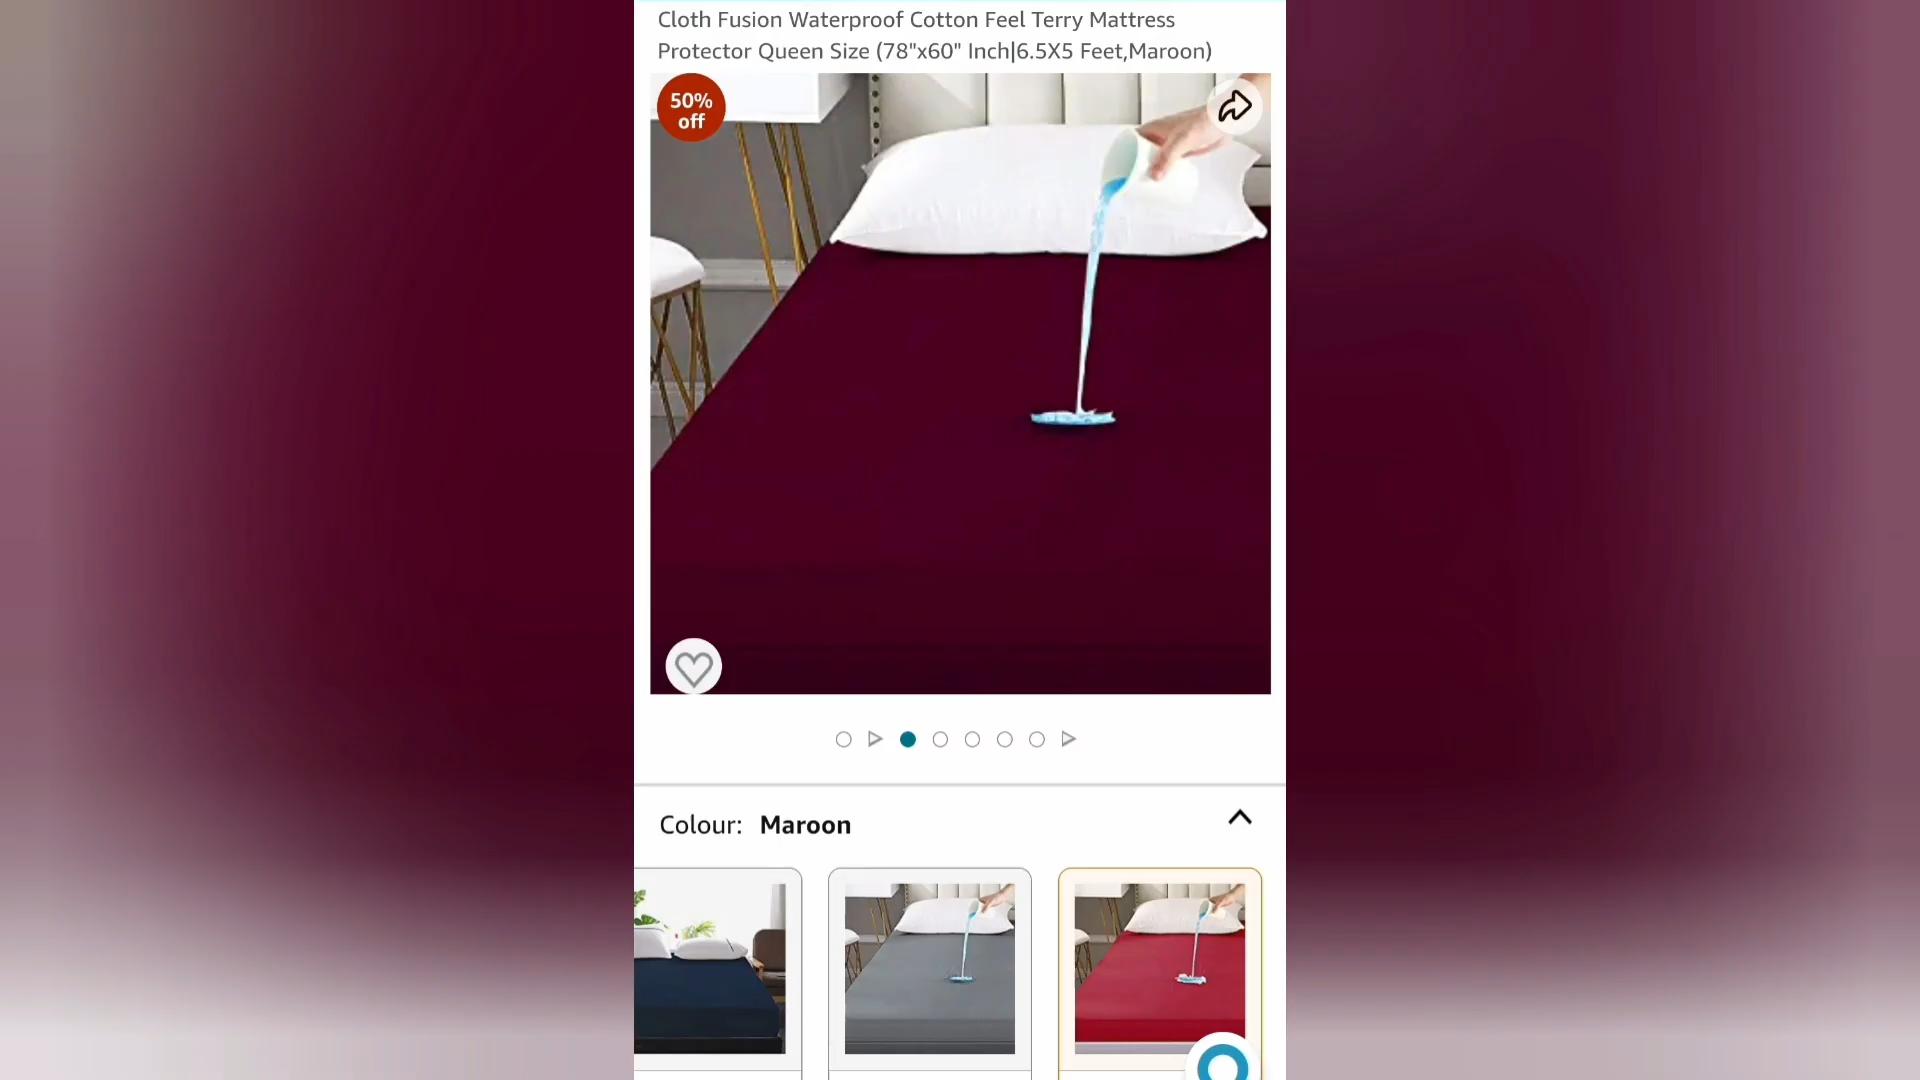 Cloth Fusion Waterproof Cotton Feel Terry Mattress
Protector Queen Size (78"x60" Inch|6.5X5 Feet,Maroon)
50%
off
Colour: Maroon